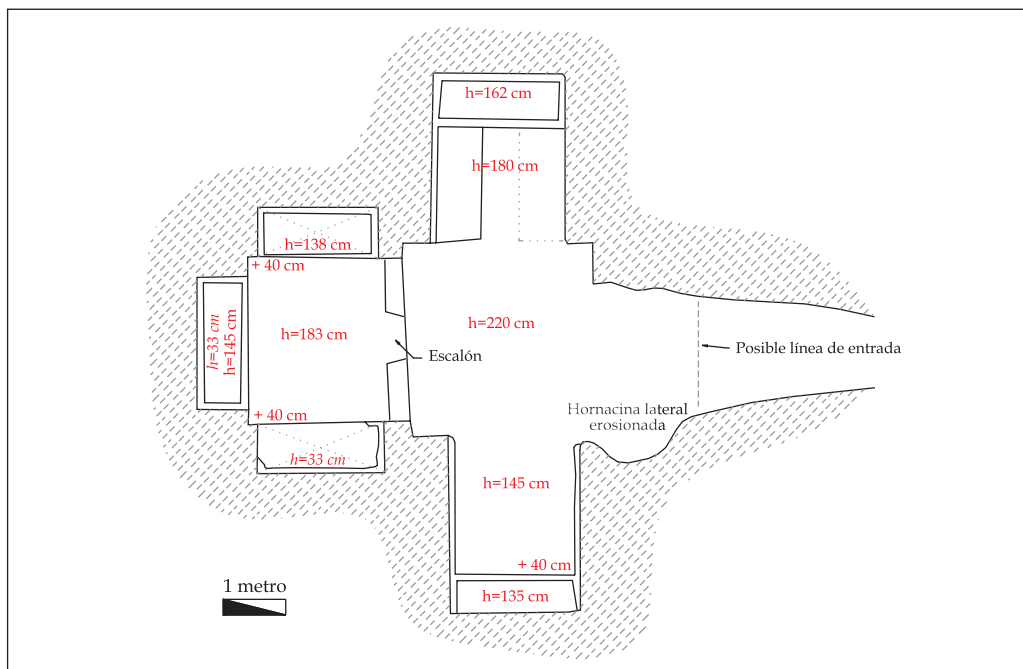 h=162 cm
h=180 cm
h=138 cm
+ 40 cm
h=33 cm
h=145 cm
h=183 cm
h=220 cm
Escalón
Posible línea de entrada
+ 40 cm
Hornacina lateral
erosionada
h=33 cm
h=145 cm
+ 40 cm
1 metro
h=135 cm